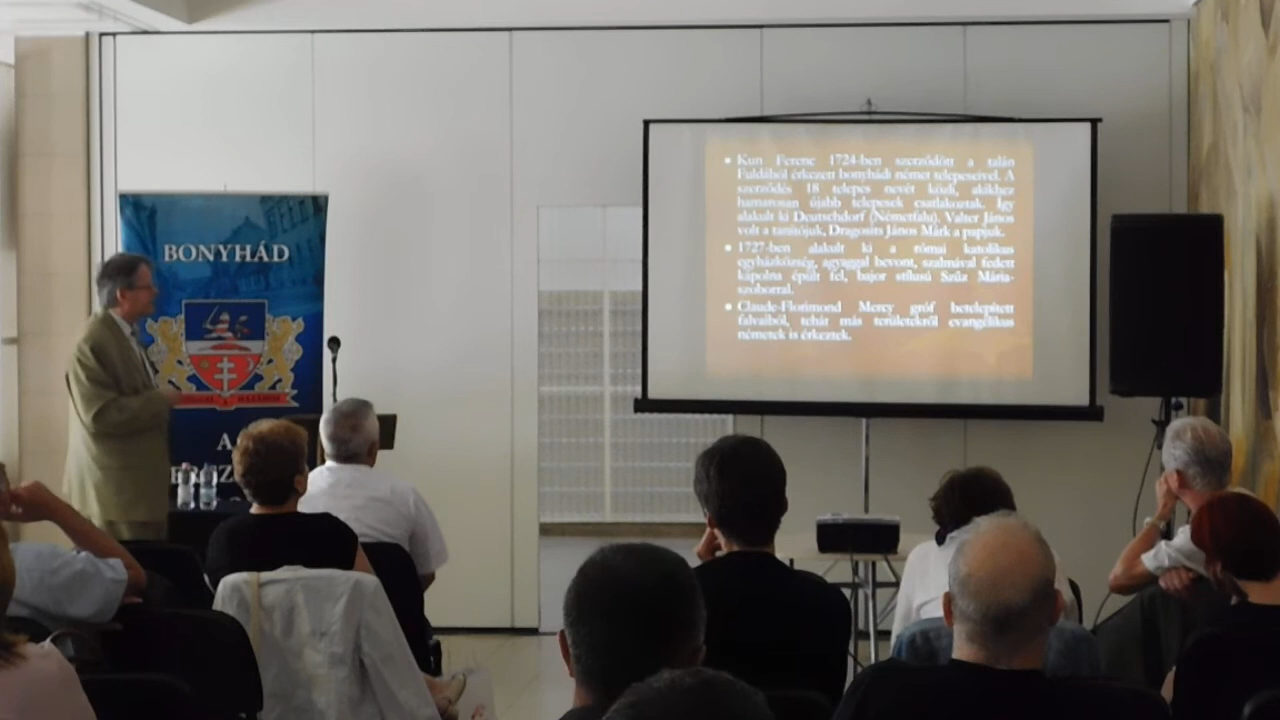 BONYHÁD
A
• Kun Ferenc 1724-ben szerződött a talán
Fuldából érkezett bonyhádi német telepeseivel. A
szerződés 18 telepes nevét közli, akikhez
hamarosan újabb telepesek csatlakoztak. Így
alakult ki Deutschdorf (Németfalu). Valter János
volt a tanítójuk, Dragosits János Márk a papjuk.
• 1727-ben alakult ki a római katolikus
egyházközség, agyaggal bevont, szalmával fedett
kápolna épült fel, bajor stílusú Szűz Mária-
szoborral.
• Claude-Florimond Mercy gróf betelepített
falvaiból, tehát más területekről evangélikus
németek is érkeztek.